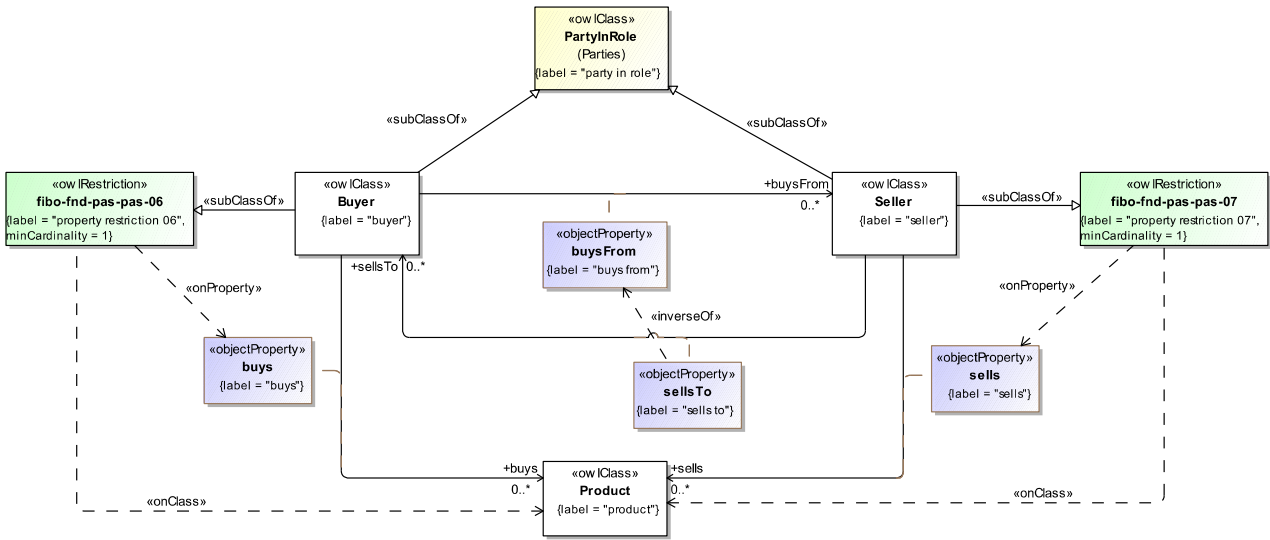 «owlClass»
PartyInRole
(Parties)
{label = "party in role"}
«subClassOf»
«subClassOf»
«owlRestriction»
fibo-fnd-pas-pas-06
{label = "property restriction 06",
minCardinality = 1}
«subClassOf»
«owlClass»
Buyer
{label = "buyer"}
+buysFrom
0..*
«owlClass»
Seller
{label = "seller"}
«subClassOf»
«owlRestriction»
fibo-fnd-pas-pas-07
{label = "property restriction 07",
minCardinality = 1}
«objectProperty»
buysFrom
{label = "buys from"}
+sellsTo 0..*
«onProperty»
«onProperty»
«inverseOf»
«objectProperty»
buys
{label = "buys"}
«objectProperty»
sellsTo
{label = "sells to"}
«objectProperty»
sells
{label = "sells"}
+buys
0..*
«owlClass»
Product
{label = "product"}
+sells
0..*
«onClass»
«onClass»